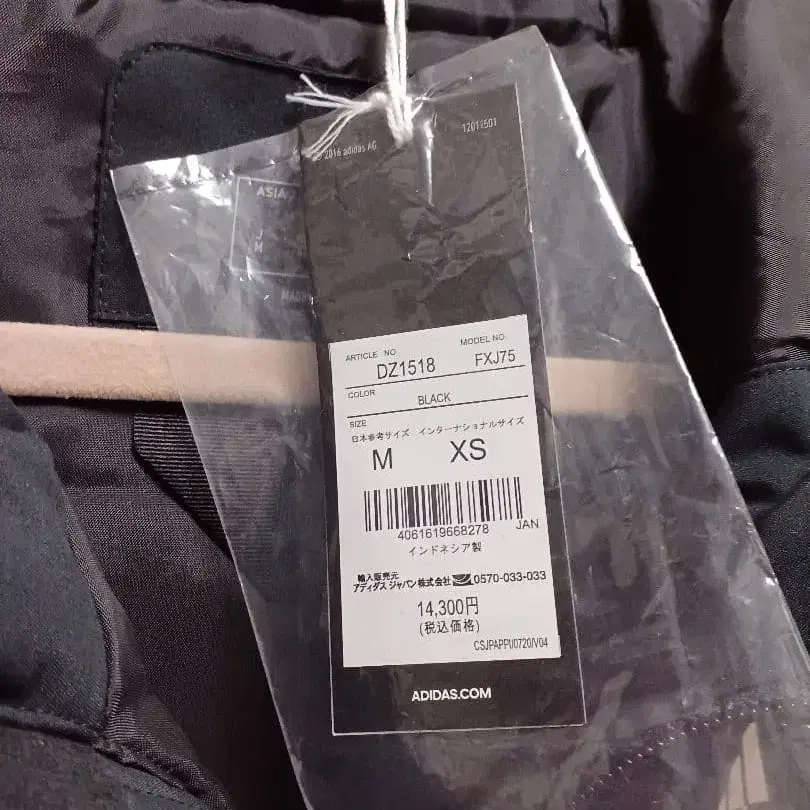 © 2016 adidas AG
12011501
ASIA
M
MADE
ARTICLE NO
DZ1518
MODEL NO.
FXJ75
COLOR
BLACK
SIZE
日本参考サイズ インターナショナルサイズ
M XS
4061619668278 JAN
インドネシア製
輸入販売元
アディダス ジャパン株式会社 0570-033-033
14,300円
(税込価格)
CSJPAPPI/0720/V04
ADIDAS.COM